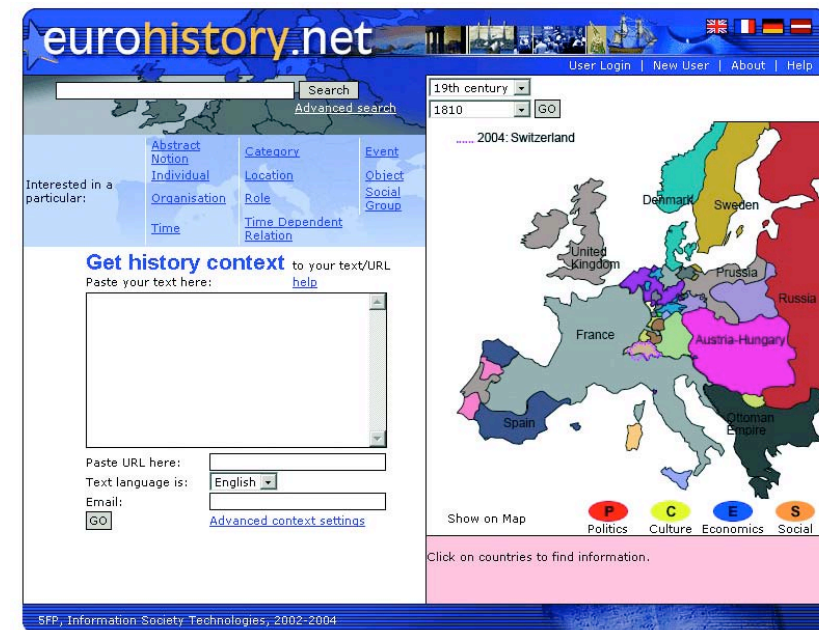 eurohistory.net
User Login | New User | About | Help
Search
Advanced search
Interested in a particular:
Abstract Notion
Category
Event
Individual
Location
Object
Organisation
Role
Social Group
Time
Time Dependent Relation
Get history context to your text/URL
Paste your text here:
help
Paste URL here:
Text language is: English
Email:
GO
Advanced context settings
19th century
1810 GO
2004: Switzerland
Denmark
Sweden
United Kingdom
Prussia
Russia
France
Austria-Hungary
Spain
Ottoman Empire
Show on Map
P C E S
Politics Culture Economics Social
Click on countries to find information.
5FP, Information Society Technologies, 2002-2004